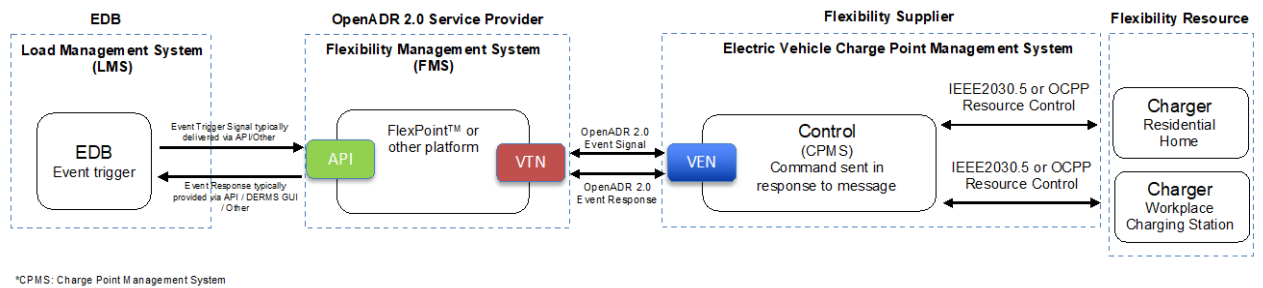 EDB
Load Management System
(LMS)
EDB
Event trigger
Event Trigger Signal typically
delivered via API/Other
Event Response typically
provided via API / DERMS GUI
/ Other
OpenADR 2.0 Service Provider
Flexibility Management System
(FMS)
API
FlexPoint™ or
other platform
VTN
OpenADR 2.0
Event Signal
OpenADR 2.0
Event Response
Flexibility Supplier
Electric Vehicle Charge Point Management System
VEN
Control
(CPMS)
Command sent in
response to message
IEEE2030.5 or OCPP
Resource Control
IEEE2030.5 or OCPP
Resource Control
Flexibility Resource
Charger
Residential
Home
Charger
Workplace
Charging Station
*CPMS: Charge Point Management System